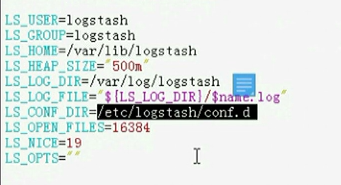 LS_USER=logstash
LS_GROUP=logstash
LS_HOME=/var/lib/logstash
LS_HEAP_SIZE="500m"
LS_LOG_DIR=/var/log/logstash
LS_LOG_FILE="${LS_LOG_DIR}/$name.log"
LS_CONF_DIR=/etc/logstash/conf.d
LS_OPEN_FILES=16384
LS_NICE=19
LS_OPTS=""